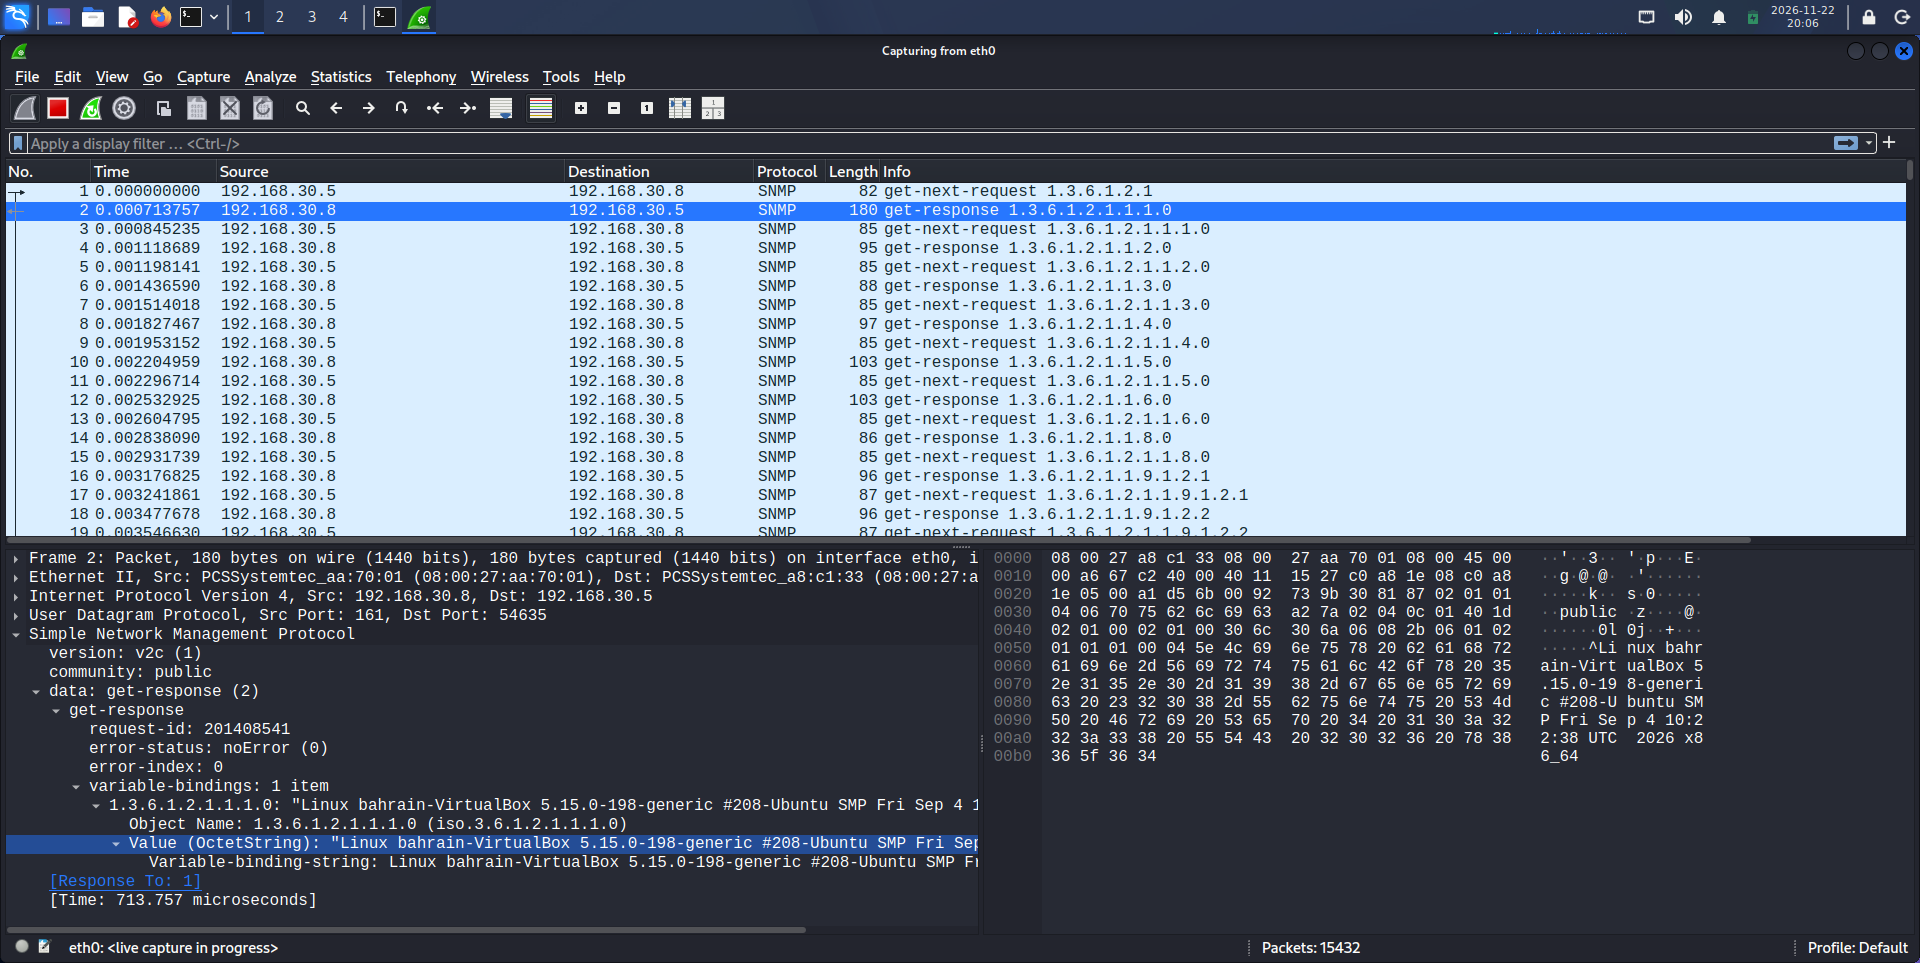 1 2 3 4
2026-11-22
20:06
Capturing from eth0
File Edit View Go Capture Analyze Statistics Telephony Wireless Tools Help
Apply a display filter … <Ctrl-/>
No. Time Source Destination Protocol Length Info
1 0.000000000 192.168.30.5 192.168.30.8 SNMP 82 get-next-request 1.3.6.1.2.1
2 0.000713757 192.168.30.8 192.168.30.5 SNMP 180 get-response 1.3.6.1.2.1.1.1.0
3 0.000845235 192.168.30.5 192.168.30.8 SNMP 85 get-next-request 1.3.6.1.2.1.1.1.0
4 0.001118689 192.168.30.8 192.168.30.5 SNMP 95 get-response 1.3.6.1.2.1.1.2.0
5 0.001198141 192.168.30.5 192.168.30.8 SNMP 85 get-next-request 1.3.6.1.2.1.1.2.0
6 0.001436590 192.168.30.8 192.168.30.5 SNMP 88 get-response 1.3.6.1.2.1.1.3.0
7 0.001514018 192.168.30.5 192.168.30.8 SNMP 85 get-next-request 1.3.6.1.2.1.1.3.0
8 0.001827467 192.168.30.8 192.168.30.5 SNMP 97 get-response 1.3.6.1.2.1.1.4.0
9 0.001953152 192.168.30.5 192.168.30.8 SNMP 85 get-next-request 1.3.6.1.2.1.1.4.0
10 0.002204959 192.168.30.8 192.168.30.5 SNMP 103 get-response 1.3.6.1.2.1.1.5.0
11 0.002296714 192.168.30.5 192.168.30.8 SNMP 85 get-next-request 1.3.6.1.2.1.1.5.0
12 0.002532925 192.168.30.8 192.168.30.5 SNMP 103 get-response 1.3.6.1.2.1.1.6.0
13 0.002604795 192.168.30.5 192.168.30.8 SNMP 85 get-next-request 1.3.6.1.2.1.1.6.0
14 0.002838090 192.168.30.8 192.168.30.5 SNMP 86 get-response 1.3.6.1.2.1.1.8.0
15 0.002931739 192.168.30.5 192.168.30.8 SNMP 85 get-next-request 1.3.6.1.2.1.1.8.0
16 0.003176825 192.168.30.8 192.168.30.5 SNMP 96 get-response 1.3.6.1.2.1.1.9.1.2.1
17 0.003241861 192.168.30.5 192.168.30.8 SNMP 87 get-next-request 1.3.6.1.2.1.1.9.1.2.1
18 0.003477678 192.168.30.8 192.168.30.5 SNMP 96 get-response 1.3.6.1.2.1.1.9.1.2.2
19 0.003546630 192.168.30.5 192.168.30.8 SNMP 87 get-next-request 1.3.6.1.2.1.1.9.1.2.2
Frame 2: Packet, 180 bytes on wire (1440 bits), 180 bytes captured (1440 bits) on interface eth0, i
Ethernet II, Src: PCSSystemtec_aa:70:01 (08:00:27:aa:70:01), Dst: PCSSystemtec_a8:c1:33 (08:00:27:a
Internet Protocol Version 4, Src: 192.168.30.8, Dst: 192.168.30.5
User Datagram Protocol, Src Port: 161, Dst Port: 54635
Simple Network Management Protocol
version: v2c (1)
community: public
data: get-response (2)
get-response
request-id: 201408541
error-status: noError (0)
error-index: 0
variable-bindings: 1 item
1.3.6.1.2.1.1.1.0: "Linux bahrain-VirtualBox 5.15.0-198-generic #208-Ubuntu SMP Fri Sep 4 1
Object Name: 1.3.6.1.2.1.1.1.0 (iso.3.6.1.2.1.1.1.0)
Value (OctetString): "Linux bahrain-VirtualBox 5.15.0-198-generic #208-Ubuntu SMP Fri Sep
Variable-binding-string: Linux bahrain-VirtualBox 5.15.0-198-generic #208-Ubuntu SMP Fr
[Response To: 1]
[Time: 713.757 microseconds]
0000 08 00 27 a8 c1 33 08 00 27 aa 70 01 08 00 45 00 ··'··3·· '·p···E·
0010 00 a6 67 c2 40 00 40 11 15 27 c0 a8 1e 08 c0 a8 ··g·@·@· ·'······
0020 1e 05 00 a1 d5 6b 00 92 73 9b 30 81 87 02 01 01 ·····k·· s·0·····
0030 04 06 70 75 62 6c 69 63 a2 7a 02 04 0c 01 40 1d ··public ·z····@·
0040 02 01 00 02 01 00 30 6c 30 6a 06 08 2b 06 01 02 ······0l 0j··+···
0050 01 01 01 00 04 5e 4c 69 6e 75 78 20 62 61 68 72 ·····^Li nux bahr
0060 61 69 6e 2d 56 69 72 74 75 61 6c 42 6f 78 20 35 ain-Virt ualBox 5
0070 2e 31 35 2e 30 2d 31 39 38 2d 67 65 6e 65 72 69 .15.0-19 8-generi
0080 63 20 23 32 30 38 2d 55 62 75 6e 74 75 20 53 4d c #208-U buntu SM
0090 50 20 46 72 69 20 53 65 70 20 34 20 31 30 3a 32 P Fri Se p 4 10:2
00a0 32 3a 33 38 20 55 54 43 20 32 30 32 36 20 78 38 2:38 UTC 2026 x8
00b0 36 5f 36 34 6_64
eth0: <live capture in progress> Packets: 15432 Profile: Default